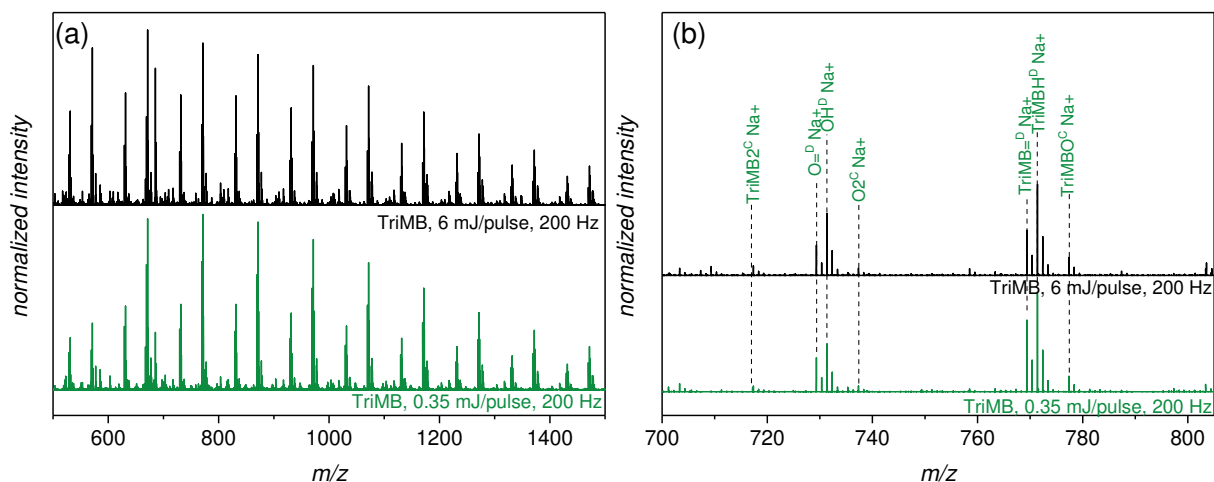 (a)
normalized intensity
TriMB, 6 mJ/pulse, 200 Hz
TriMB, 0.35 mJ/pulse, 200 Hz
600 800 1000 1200 1400
m/z
(b)
normalized intensity
TriMB2^C Na+
O=^D Na+
OH^D Na+
O2^C Na+
TriMB=^D Na+
TriMBH^D Na+
TriMBO^C Na+
TriMB, 6 mJ/pulse, 200 Hz
TriMB, 0.35 mJ/pulse, 200 Hz
700 720 740 760 780 800
m/z